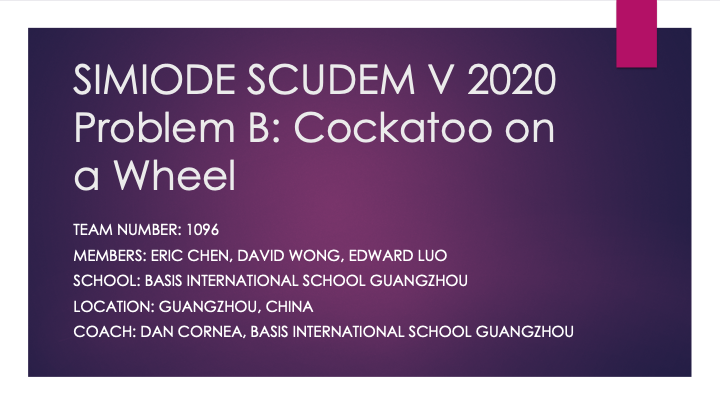 SIMIODE SCUDEM V 2020
Problem B: Cockatoo on
a Wheel
TEAM NUMBER: 1096
MEMBERS: ERIC CHEN, DAVID WONG, EDWARD LUO
SCHOOL: BASIS INTERNATIONAL SCHOOL GUANGZHOU
LOCATION: GUANGZHOU, CHINA
COACH: DAN CORNEA, BASIS INTERNATIONAL SCHOOL GUANGZHOU